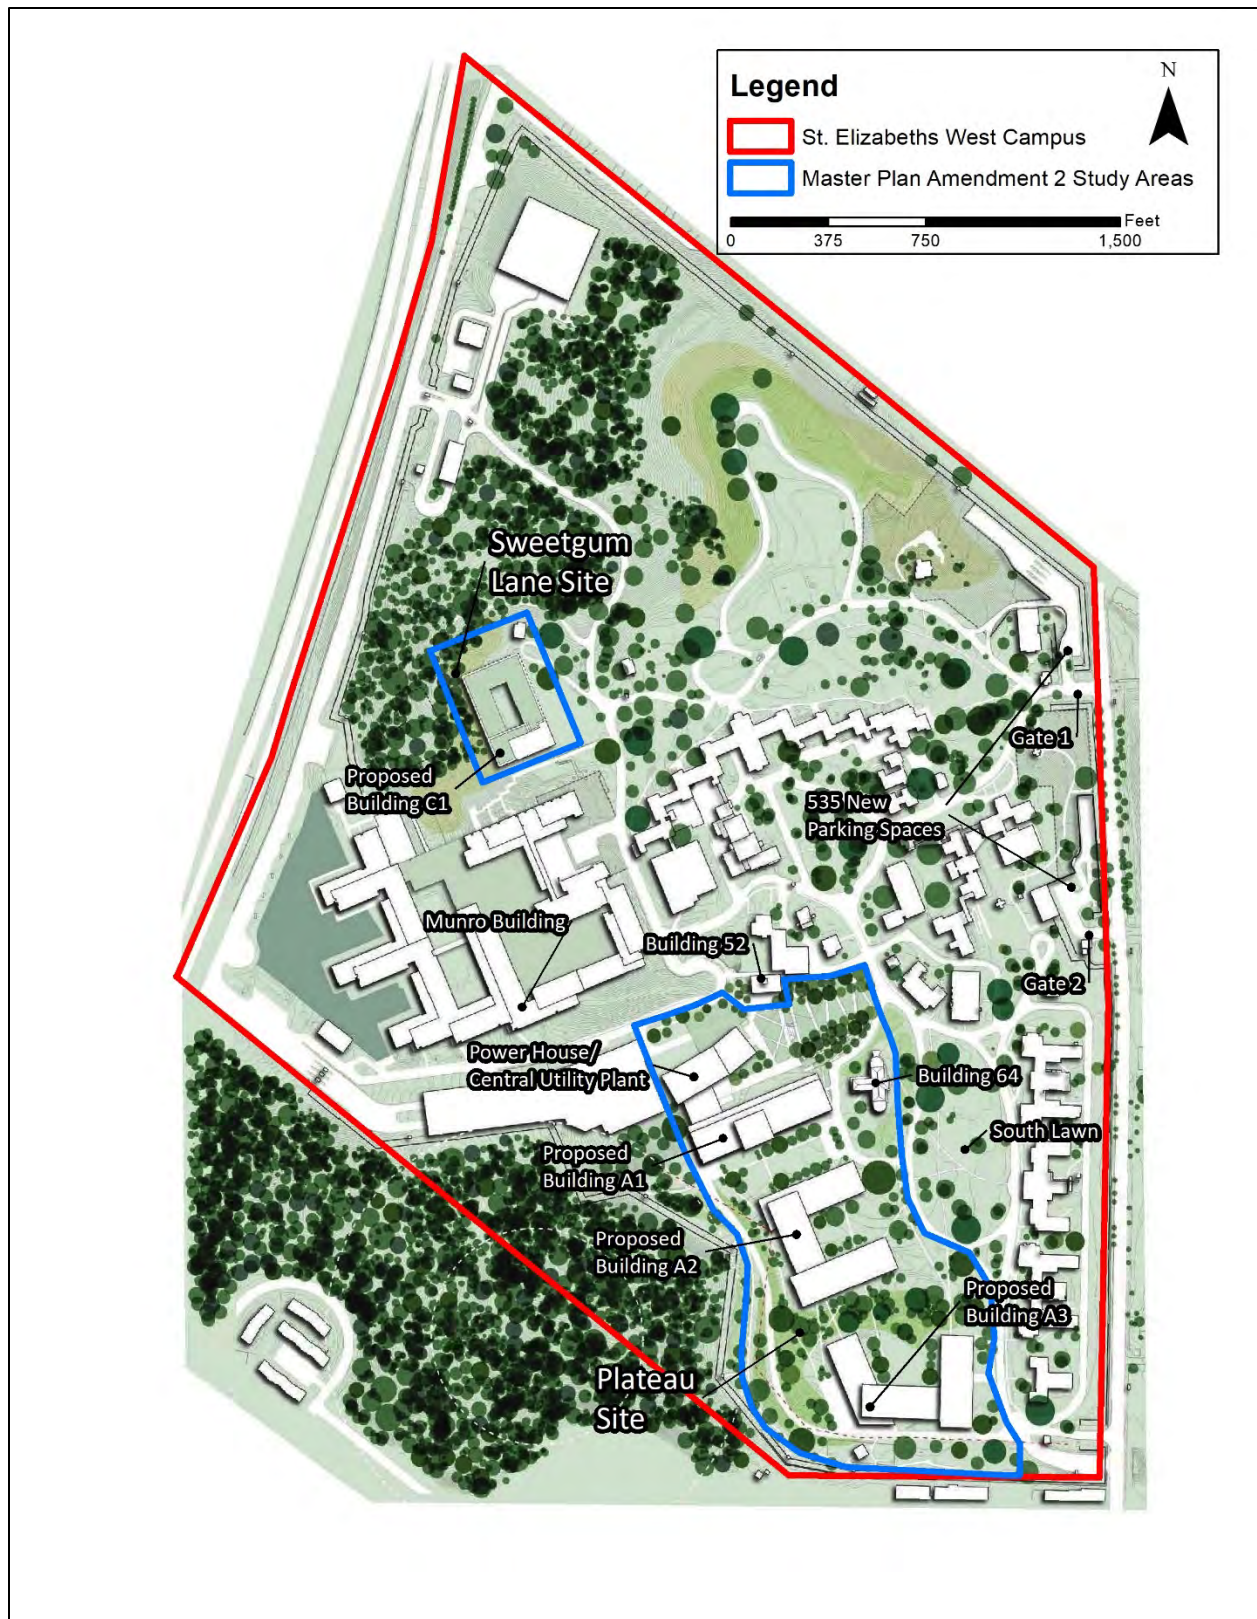 Legend
N
St. Elizabeths West Campus
Master Plan Amendment 2 Study Areas
Feet
0 375 750 1,500
Sweetgum
Lane Site
Gate 1
Proposed
Building C1
535 New
Parking Spaces
Munro Building
Building 52
Gate 2
Power House/
Central Utility Plant
Building 64
South Lawn
Proposed
Building A1
Proposed
Building A2
Proposed
Building A3
Plateau
Site